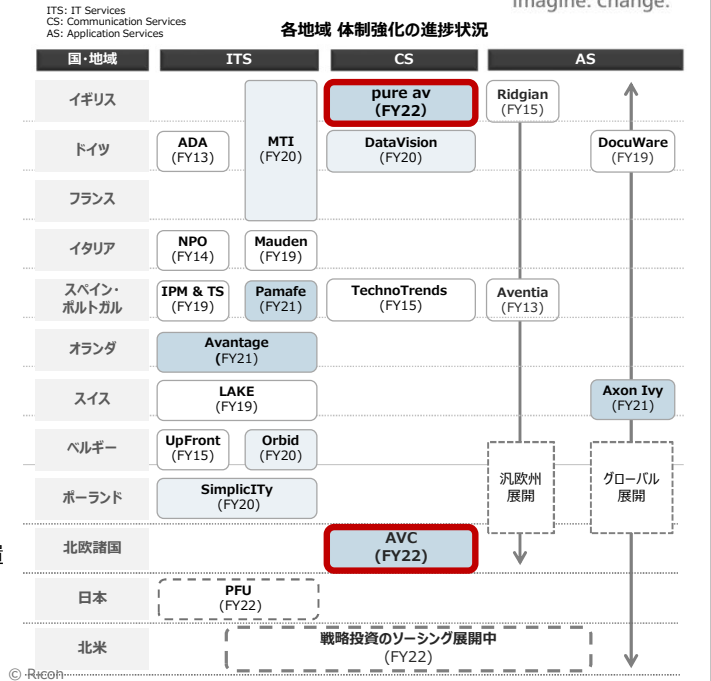 imagine. change.
ITS: IT Services
CS: Communication Services
AS: Application Services
各地域 体制強化の進捗状況
国・地域 ITS CS AS
イギリス
pure av
(FY22)
Ridgian
(FY15)
ドイツ
ADA
(FY13)
MTI
(FY20)
DataVision
(FY20)
DocuWare
(FY19)
フランス
イタリア
NPO
(FY14)
Mauden
(FY19)
スペイン・
ポルトガル
IPM & TS
(FY19)
Pamafe
(FY21)
TechnoTrends
(FY15)
Aventia
(FY13)
オランダ
Avantage
(FY21)
スイス
LAKE
(FY19)
Axon Ivy
(FY21)
ベルギー
UpFront
(FY15)
Orbid
(FY20)
汎欧州
展開
グローバル
展開
ポーランド
SimplicITy
(FY20)
北欧諸国
AVC
(FY22)
日本
PFU
(FY22)
北米
戦略投資のソーシング展開中
(FY22)
© Ricoh